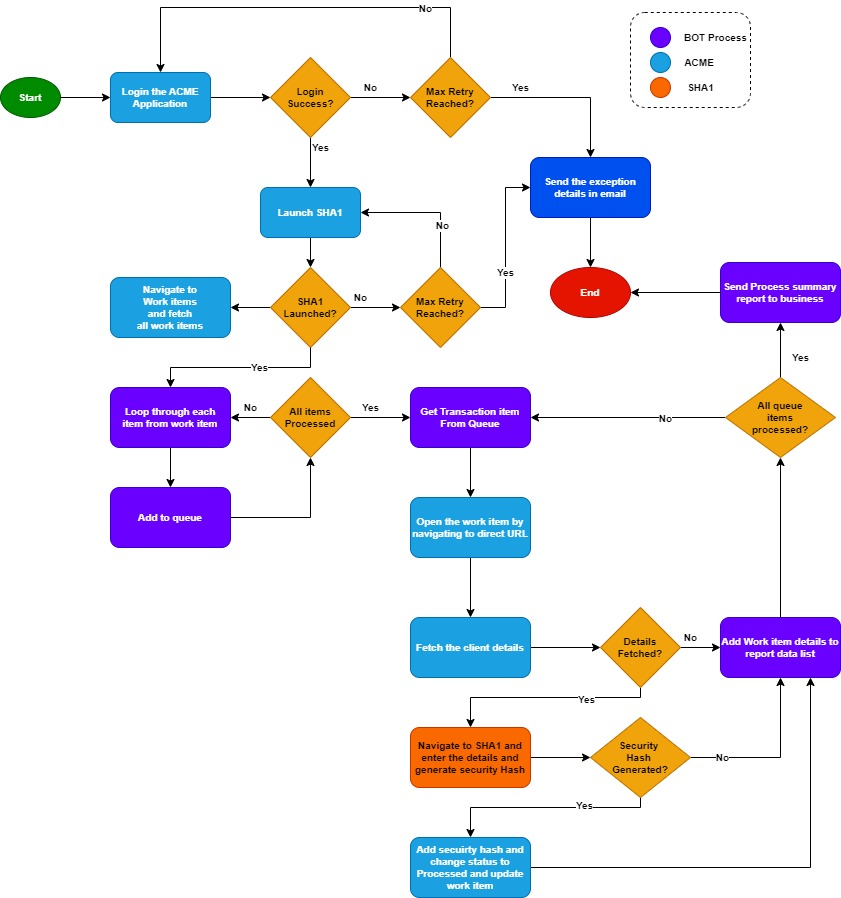 No
BOT Process
ACME
SHA1
Start
Login the ACME
Application
Login
Success?
No
Max Retry
Reached?
Yes
Yes
Send the exception
details in email
Launch SHA1
No
Yes
End
Send Process summary
report to business
Navigate to
Work items
and fetch
all work items
SHA1
Launched?
No
Max Retry
Reached?
Yes
Yes
Loop through each
item from work item
No
All items
Processed
Yes
Get Transaction item
From Queue
No
All queue
items
processed?
Add to queue
Open the work item by
navigating to direct URL
Fetch the client details
Details
Fetched?
No
Add Work item details to
report data list
Yes
Navigate to SHA1 and
enter the details and
generate security Hash
Security
Hash
Generated?
No
Yes
Add secuirty hash and
change status to
Processed and update
work item